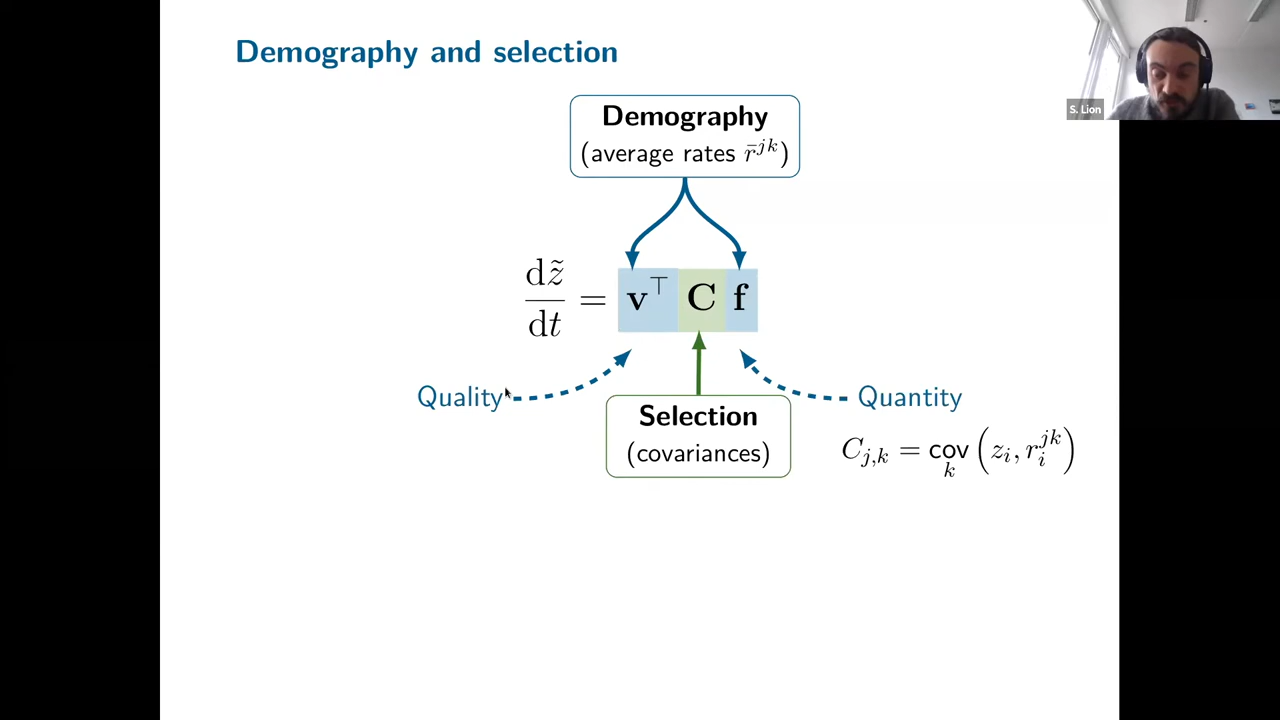 Demography and selection
S. Lion
Demography
(average rates r̄^{jk})
dz̃/dt = v^⊤ C f
Quality
Quantity
Selection
(covariances)
C_{j,k} = cov_k (z_i, r_i^{jk})